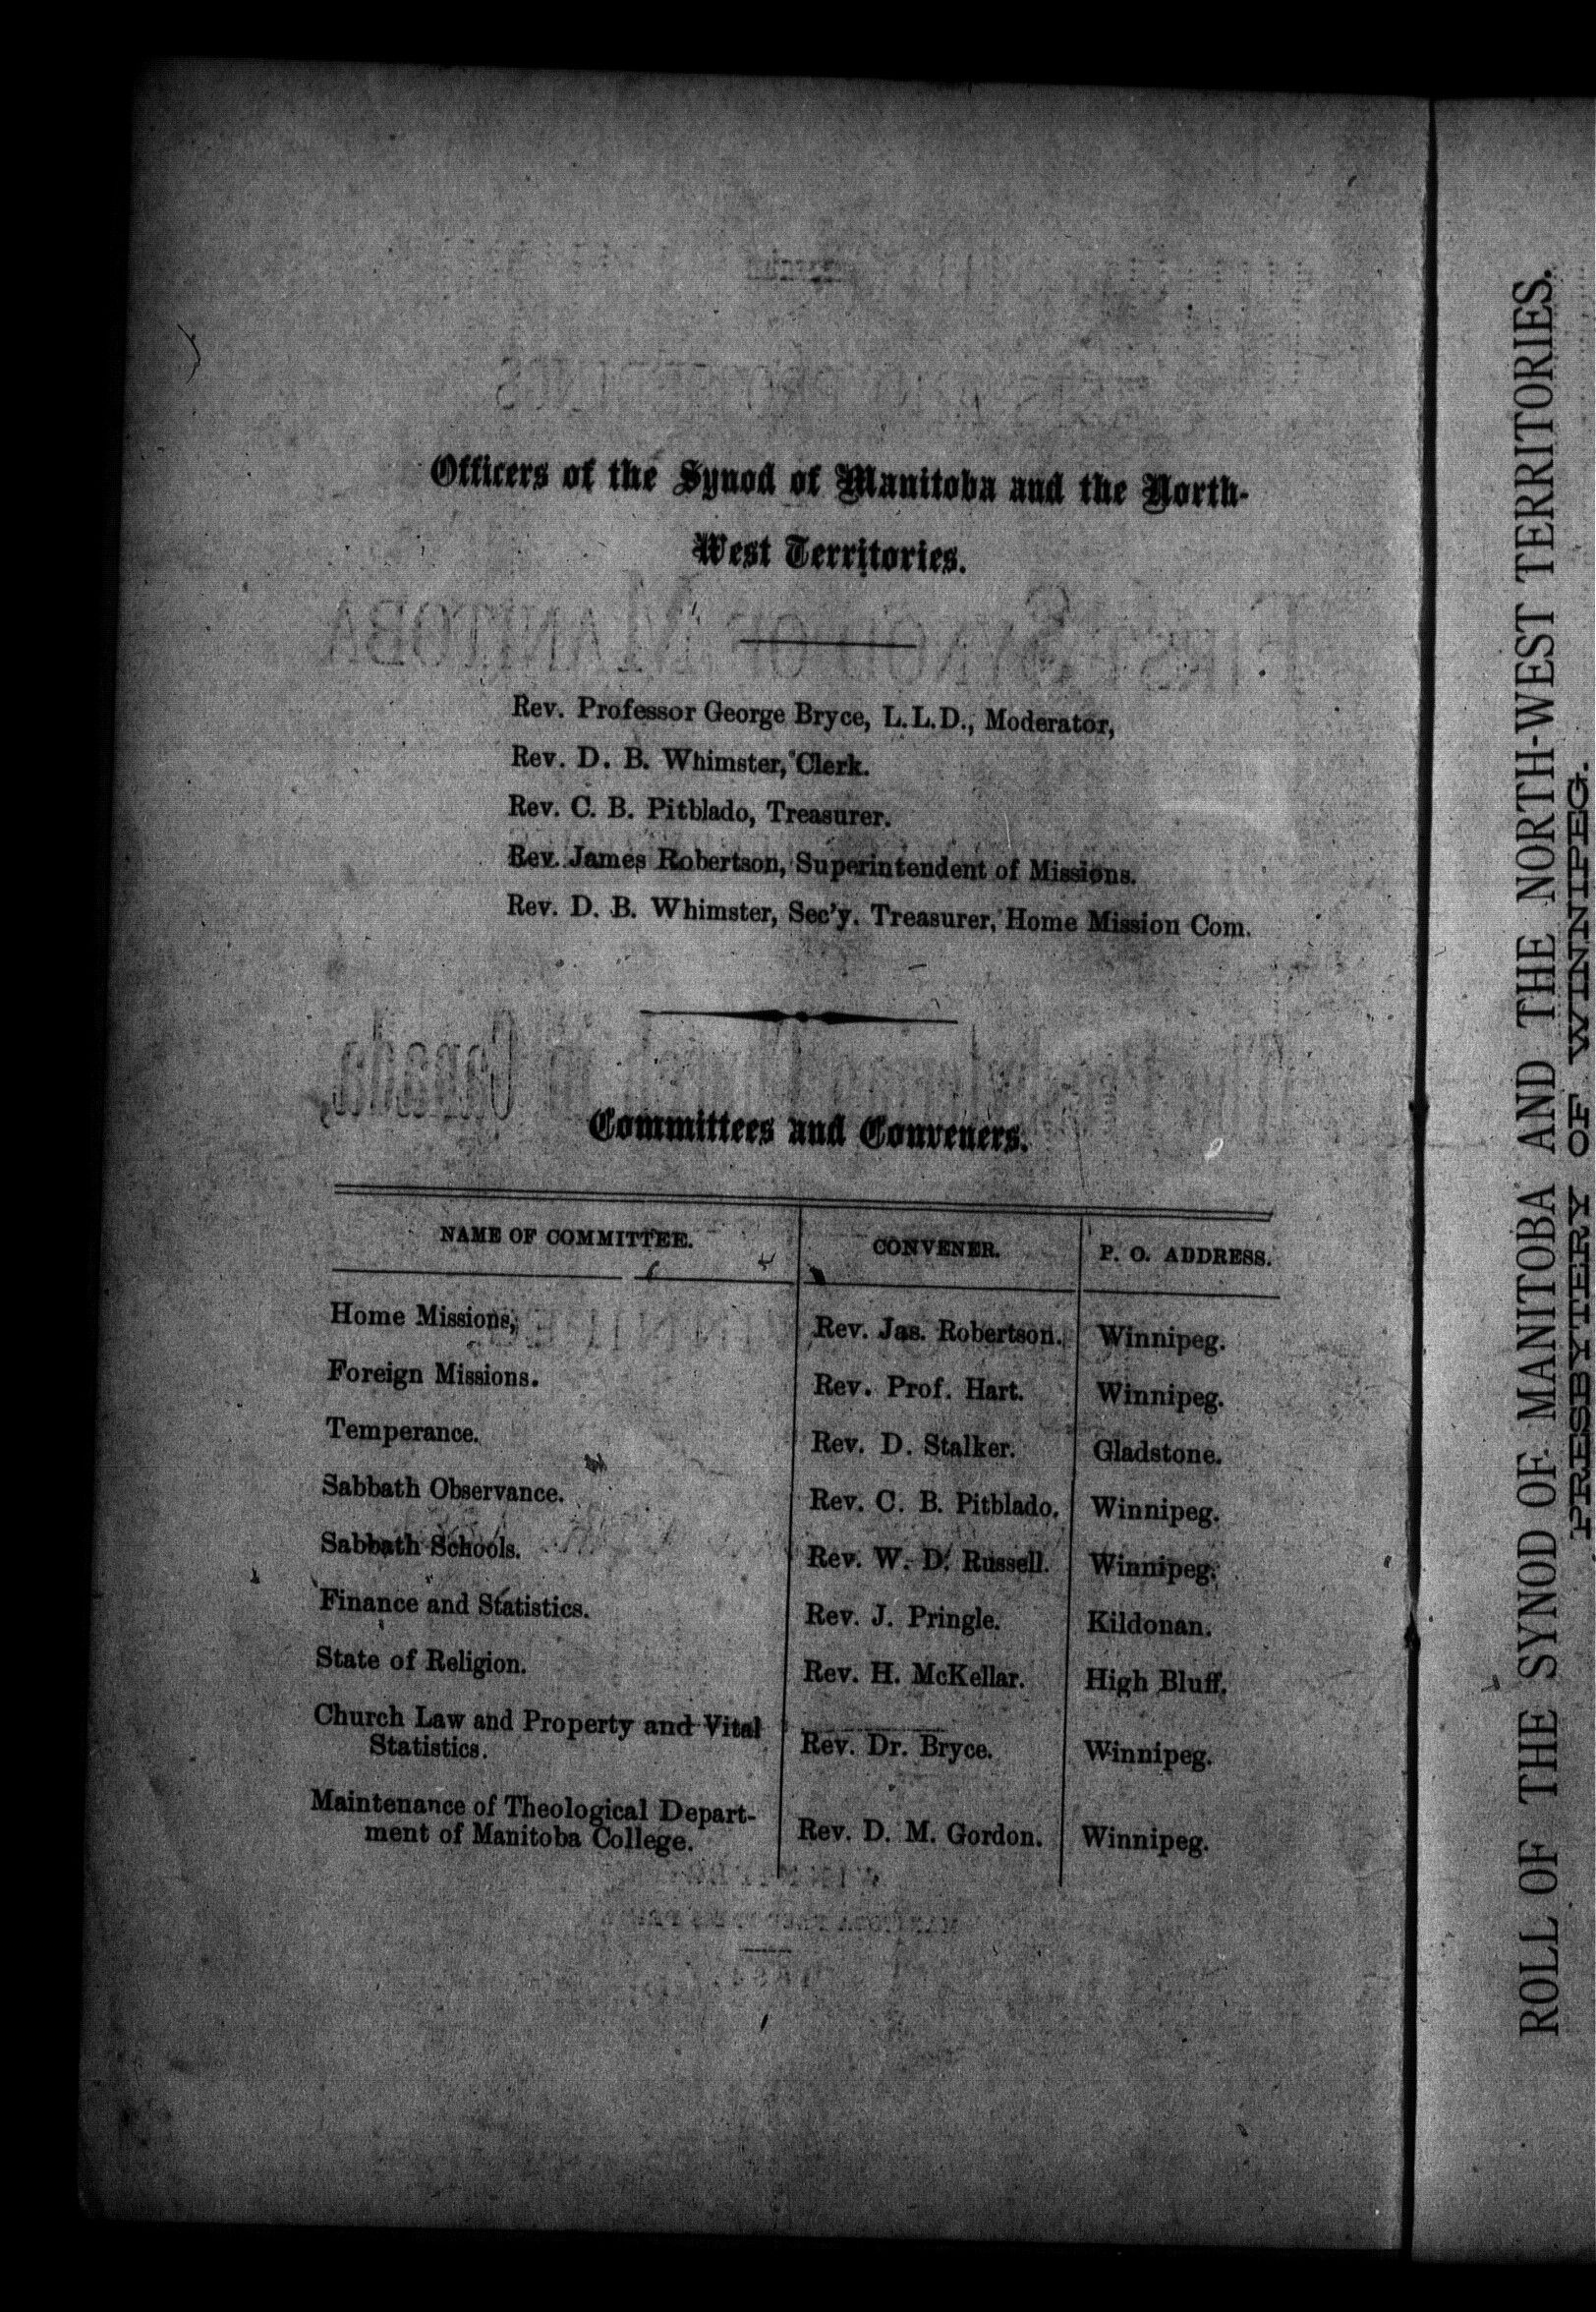 Officers of the Synod of Manitoba and the North-
West Territories.
Rev. Professor George Bryce, L.L.D., Moderator,
Rev. D. B. Whimster, Clerk.
Rev. C. B. Pitblado, Treasurer.
Rev. James Robertson, Superintendent of Missions.
Rev. D. B. Whimster, Sec'y. Treasurer, Home Mission Com.
Committees and Conveners.
NAME OF COMMITTEE. CONVENER. P. O. ADDRESS.
Home Missions, Rev. Jas. Robertson. Winnipeg.
Foreign Missions. Rev. Prof. Hart. Winnipeg.
Temperance. Rev. D. Stalker. Gladstone.
Sabbath Observance. Rev. C. B. Pitblado. Winnipeg.
Sabbath Schools. Rev. W. D. Russell. Winnipeg.
Finance and Statistics. Rev. J. Pringle. Kildonan.
State of Religion. Rev. H. McKellar. High Bluff.
Church Law and Property and Vital
Statistics. Rev. Dr. Bryce. Winnipeg.
Maintenance of Theological Depart-
ment of Manitoba College. Rev. D. M. Gordon. Winnipeg.
ROLL OF THE SYNOD OF MANITOBA AND THE NORTH-WEST TERRITORIES.
PRESBYTERY OF WINNIPEG.